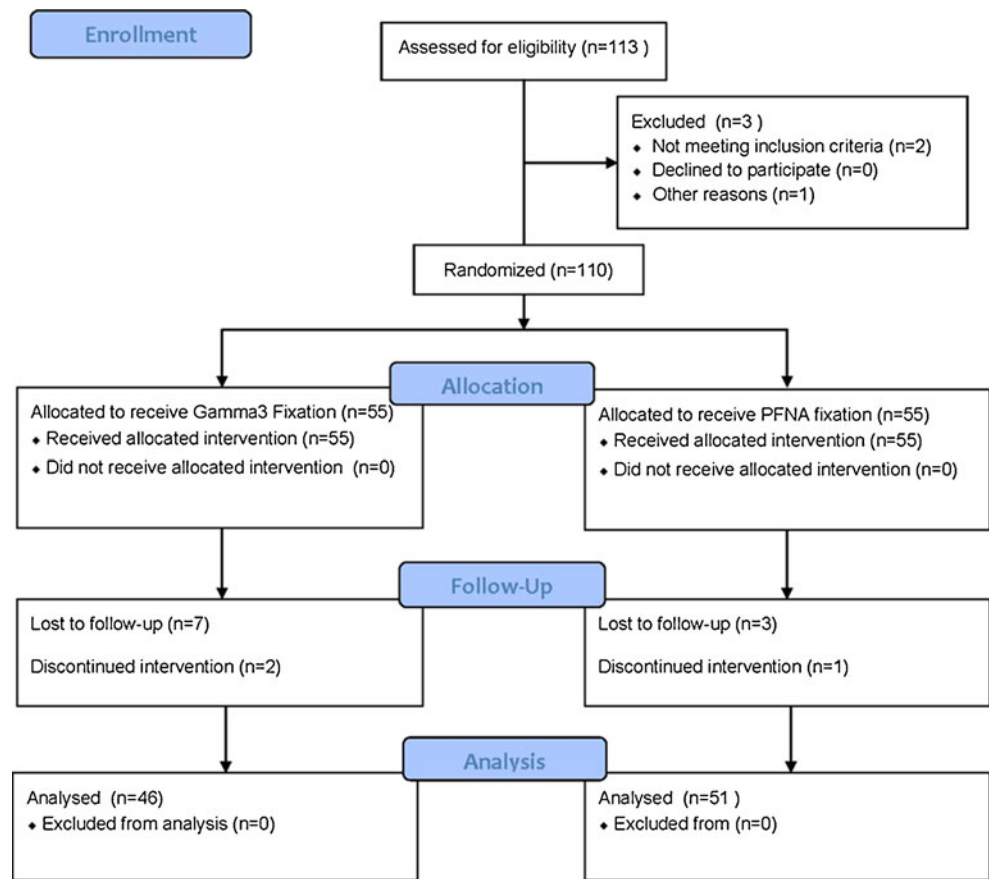 Enrollment
Assessed for eligibility (n=113 )
Excluded (n=3 )
⬥ Not meeting inclusion criteria (n=2)
⬥ Declined to participate (n=0)
⬥ Other reasons (n=1)
Randomized (n=110)
Allocation
Allocated to receive Gamma3 Fixation (n=55)
⬥ Received allocated intervention (n=55)
⬥ Did not receive allocated intervention (n=0)
Allocated to receive PFNA fixation (n=55)
⬥ Received allocated intervention (n=55)
⬥ Did not receive allocated intervention (n=0)
Follow-Up
Lost to follow-up (n=7)
Discontinued intervention (n=2)
Lost to follow-up (n=3)
Discontinued intervention (n=1)
Analysis
Analysed (n=46)
⬥ Excluded from analysis (n=0)
Analysed (n=51 )
⬥ Excluded from (n=0)